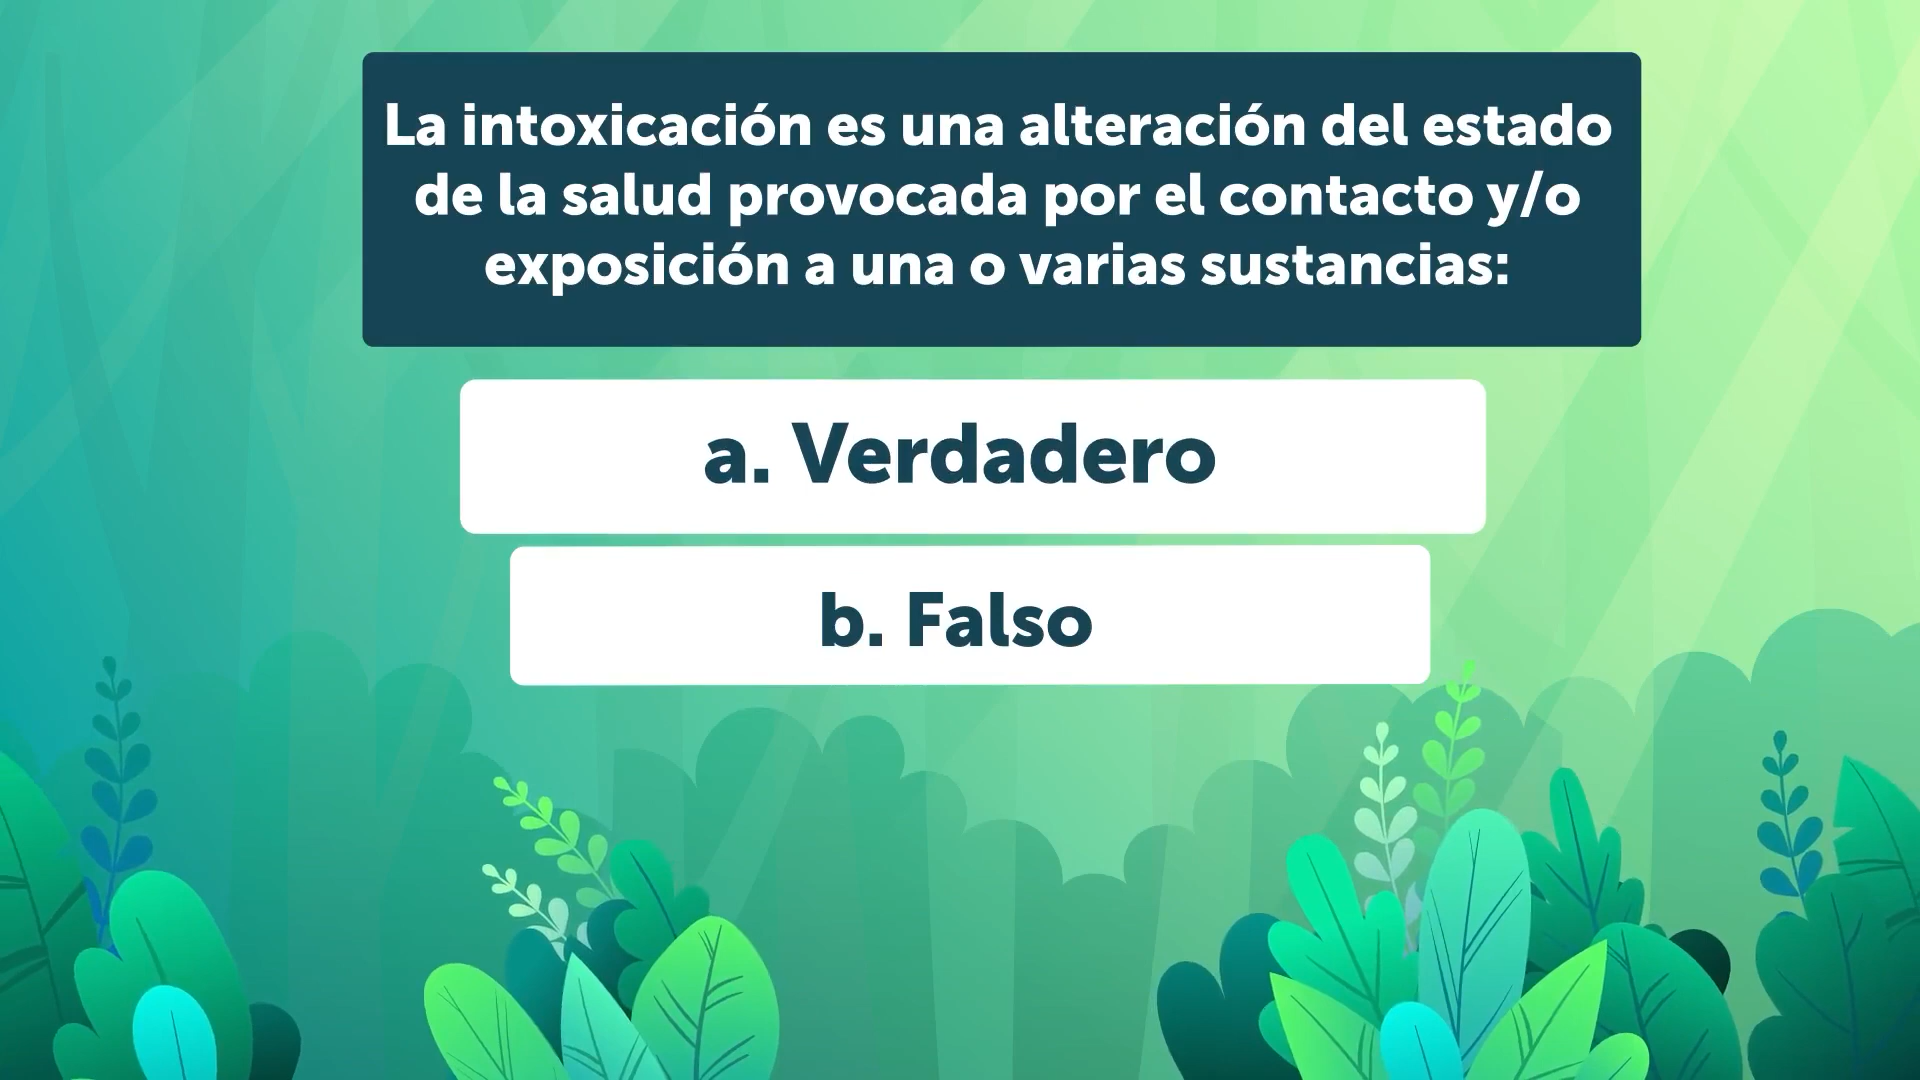 La intoxicación es una alteración del estado
de la salud provocada por el contacto y/o
exposición a una o varias sustancias:
a. Verdadero
b. Falso